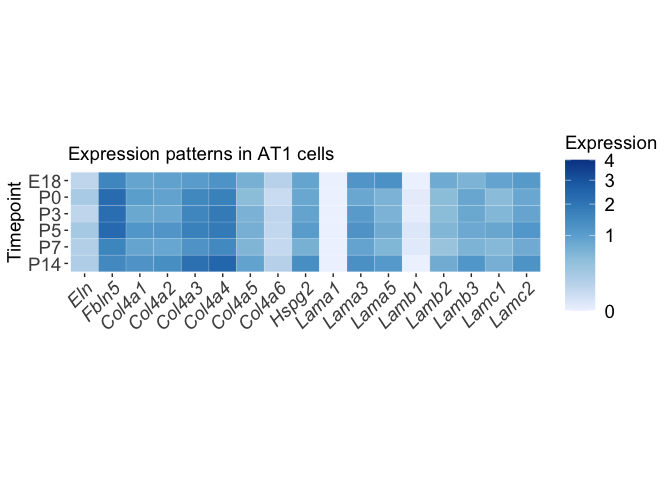 Expression patterns in AT1 cells
Timepoint
E18
P0
P3
P5
P7
P14
Eln
Fbln5
Col4a1
Col4a2
Col4a3
Col4a4
Col4a5
Col4a6
Hspg2
Lama1
Lama3
Lama5
Lamb1
Lamb2
Lamb3
Lamc1
Lamc2
Expression
4
3
2
1
0